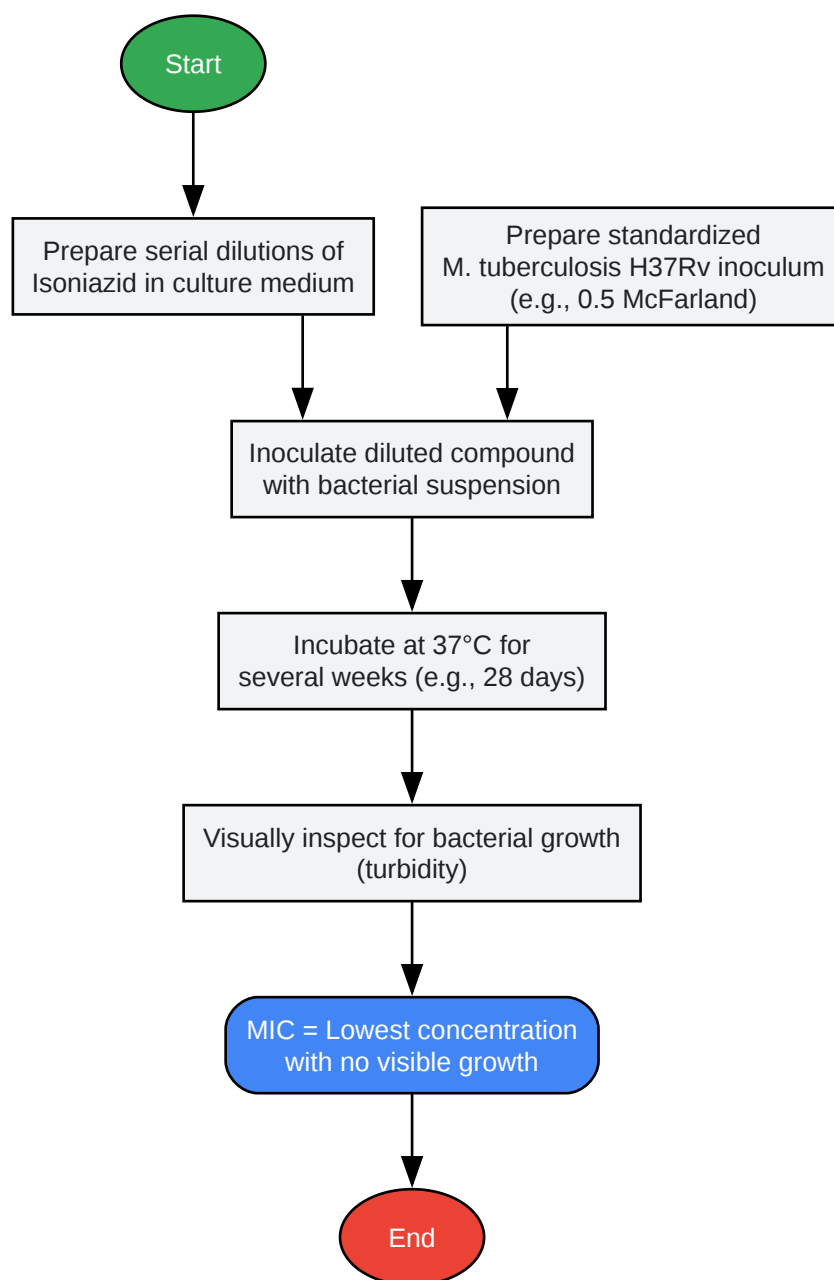 Start
Prepare serial dilutions of
Isoniazid in culture medium
Prepare standardized
M. tuberculosis H37Rv inoculum
(e.g., 0.5 McFarland)
Inoculate diluted compound
with bacterial suspension
Incubate at 37°C for
several weeks (e.g., 28 days)
Visually inspect for bacterial growth
(turbidity)
MIC = Lowest concentration
with no visible growth
End